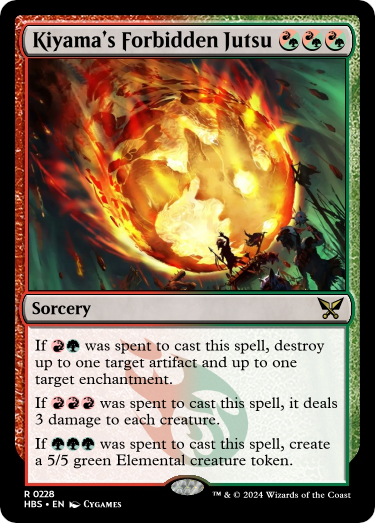 Kiyama's Forbidden Jutsu
Sorcery
If was spent to cast this spell, destroy
up to one target artifact and up to one
target enchantment.
If was spent to cast this spell, it deals
3 damage to each creature.
If was spent to cast this spell, create
a 5/5 green Elemental creature token.
R 0228
HBS • EN Cygames
™ & © 2024 Wizards of the Coast